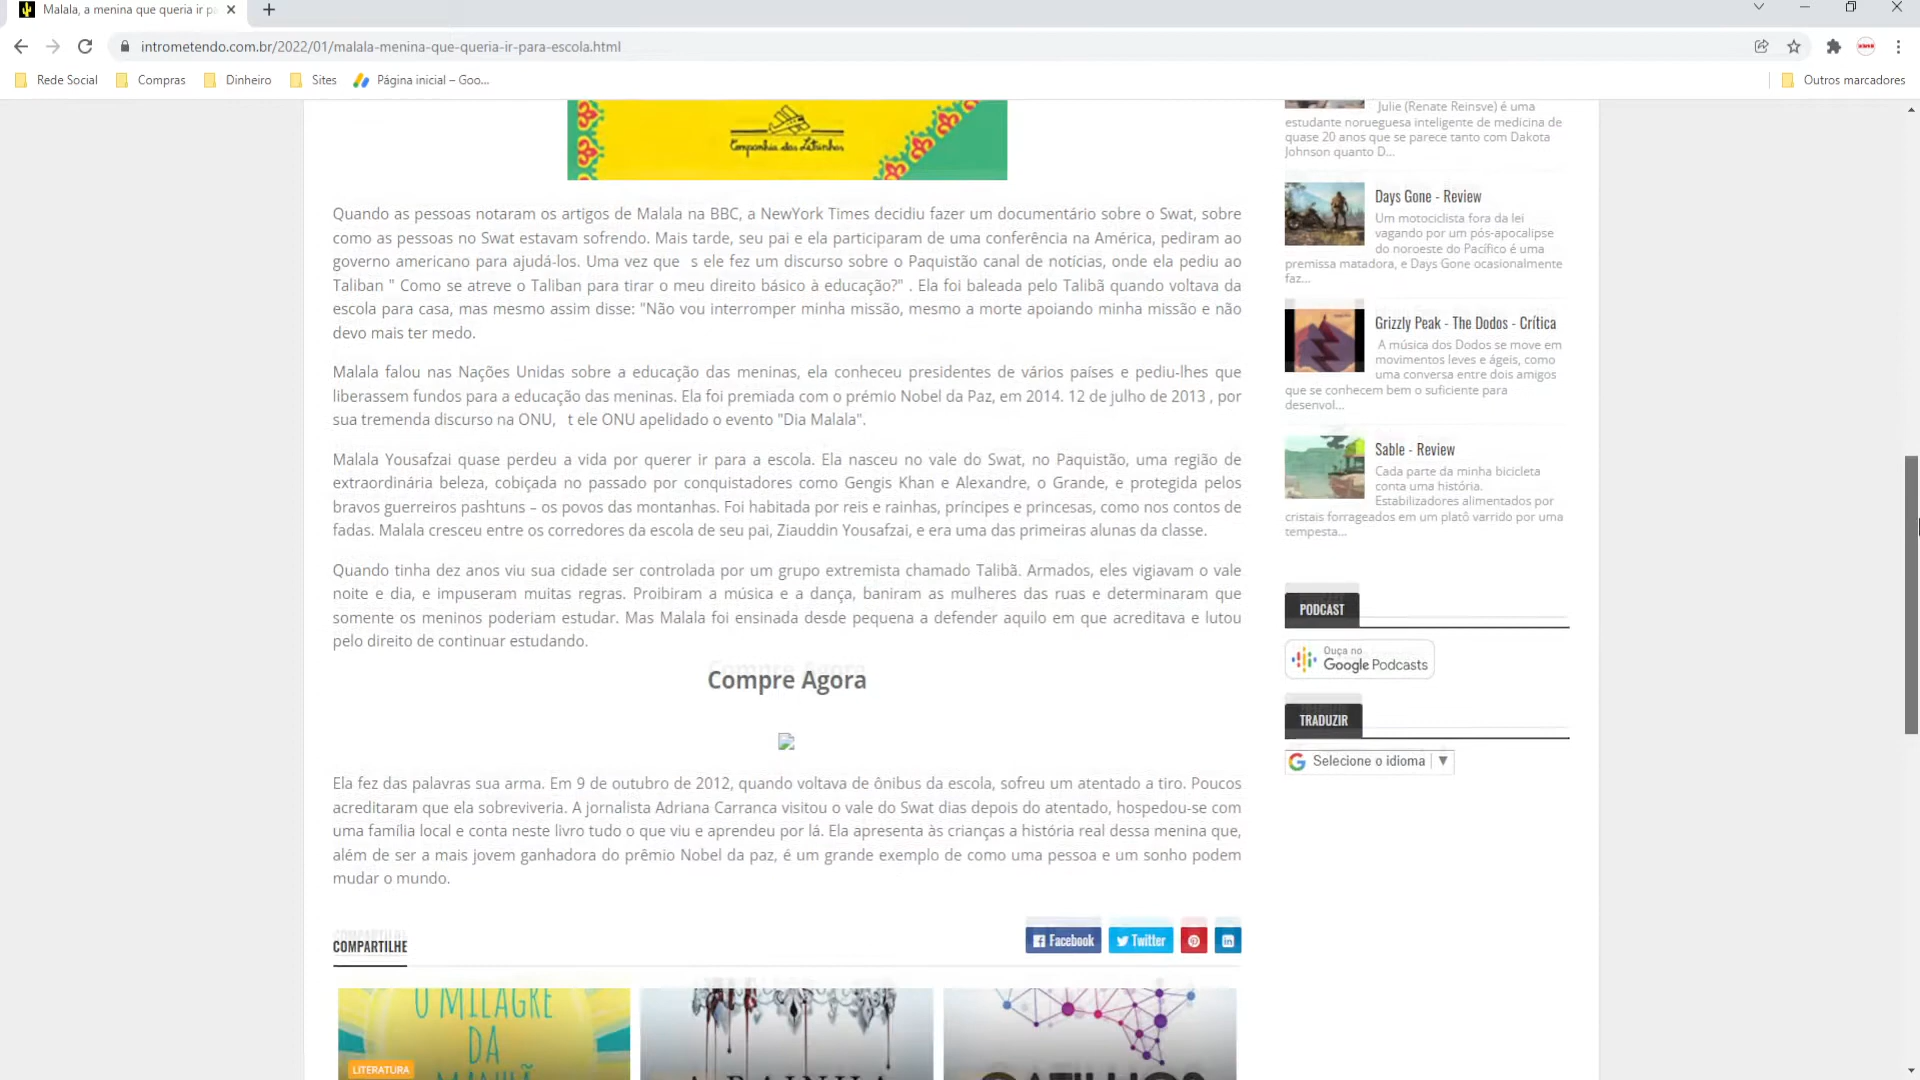 Malala, a menina que queria ir p
intrometendo.com.br/2022/01/malala-menina-que-queria-ir-para-escola.html
Rede Social
Compras
Dinheiro
Sites
Página inicial – Goo...
Outros marcadores
Companhia das Letrinhas
Quando as pessoas notaram os artigos de Malala na BBC, a NewYork Times decidiu fazer um documentário sobre o Swat, sobre
como as pessoas no Swat estavam sofrendo. Mais tarde, seu pai e ela participaram de uma conferência na América, pediram ao
governo americano para ajudá-los. Uma vez que s ele fez um discurso sobre o Paquistão canal de notícias, onde ela pediu ao
Taliban " Como se atreve o Taliban para tirar o meu direito básico à educação?" . Ela foi baleada pelo Talibã quando voltava da
escola para casa, mas mesmo assim disse: "Não vou interromper minha missão, mesmo a morte apoiando minha missão e não
devo mais ter medo.
Malala falou nas Nações Unidas sobre a educação das meninas, ela conheceu presidentes de vários países e pediu-lhes que
liberassem fundos para a educação das meninas. Ela foi premiada com o prémio Nobel da Paz, em 2014. 12 de julho de 2013 , por
sua tremenda discurso na ONU, t ele ONU apelidado o evento "Dia Malala".
Malala Yousafzai quase perdeu a vida por querer ir para a escola. Ela nasceu no vale do Swat, no Paquistão, uma região de
extraordinária beleza, cobiçada no passado por conquistadores como Gengis Khan e Alexandre, o Grande, e protegida pelos
bravos guerreiros pashtuns – os povos das montanhas. Foi habitada por reis e rainhas, príncipes e princesas, como nos contos de
fadas. Malala cresceu entre os corredores da escola de seu pai, Ziauddin Yousafzai, e era uma das primeiras alunas da classe.
Quando tinha dez anos viu sua cidade ser controlada por um grupo extremista chamado Talibã. Armados, eles vigiavam o vale
noite e dia, e impuseram muitas regras. Proibiram a música e a dança, baniram as mulheres das ruas e determinaram que
somente os meninos poderiam estudar. Mas Malala foi ensinada desde pequena a defender aquilo em que acreditava e lutou
pelo direito de continuar estudando.
Compre Agora
Ela fez das palavras sua arma. Em 9 de outubro de 2012, quando voltava de ônibus da escola, sofreu um atentado a tiro. Poucos
acreditaram que ela sobreviveria. A jornalista Adriana Carranca visitou o vale do Swat dias depois do atentado, hospedou-se com
uma família local e conta neste livro tudo o que viu e aprendeu por lá. Ela apresenta às crianças a história real dessa menina que,
além de ser a mais jovem ganhadora do prêmio Nobel da paz, é um grande exemplo de como uma pessoa e um sonho podem
mudar o mundo.
COMPARTILHE
Facebook
Twitter
O MILAGRE
DA
MANHÃ
LITERATURA
A RAINHA
GATILHOS
Julie (Renate Reinsve) é uma
estudante norueguesa inteligente de medicina de
quase 20 anos que se parece tanto com Dakota
Johnson quanto D...
Days Gone - Review
Um motociclista fora da lei
vagando por um pós-apocalipse
do noroeste do Pacífico é uma
premissa matadora, e Days Gone ocasionalmente
faz...
Grizzly Peak - The Dodos - Crítica
A música dos Dodos se move em
movimentos leves e ágeis, como
uma conversa entre dois amigos
que se conhecem bem o suficiente para
desenvol...
Sable - Review
Cada parte da minha bicicleta
conta uma história.
Estabilizadores alimentados por
cristais forrageados em um platô varrido por uma
tempesta...
PODCAST
Ouça no
Google Podcasts
TRADUZIR
Selecione o idioma